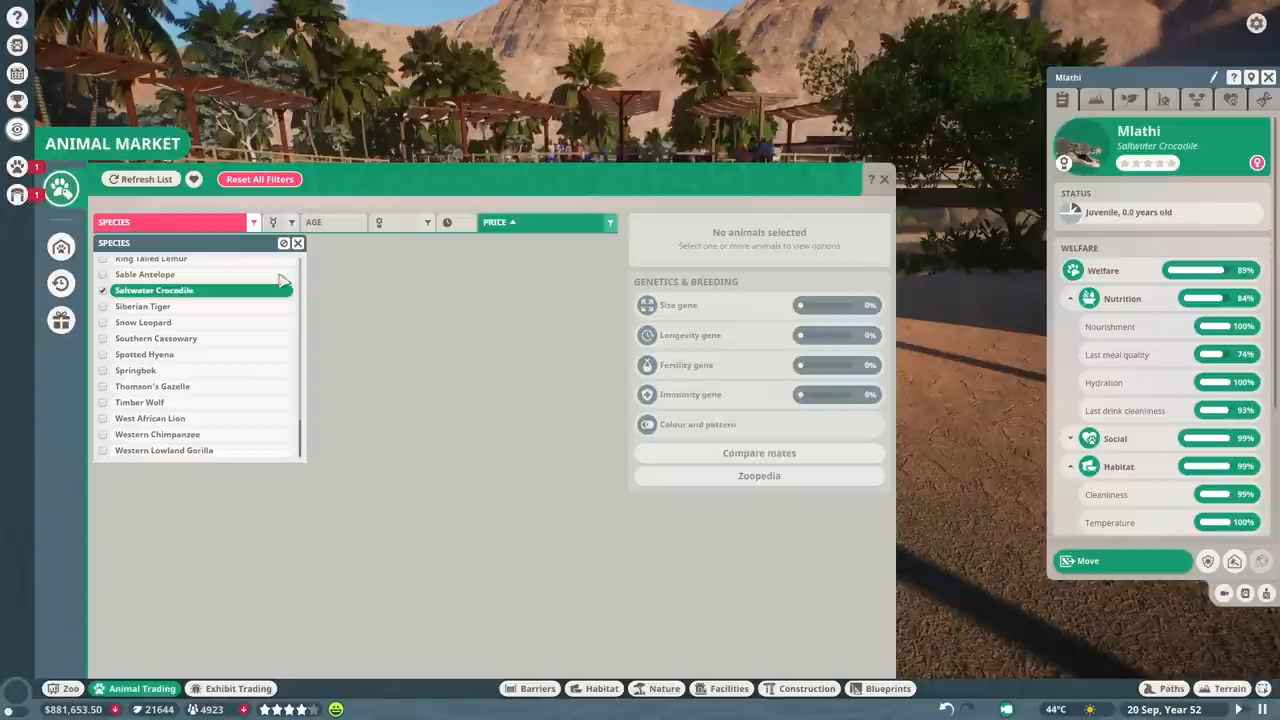 ANIMAL MARKET
1
1
Refresh List
Reset All Filters
?
SPECIES
AGE
PRICE
SPECIES
Ring Tailed Lemur
Sable Antelope
Saltwater Crocodile
Siberian Tiger
Snow Leopard
Southern Cassowary
Spotted Hyena
Springbok
Thomson's Gazelle
Timber Wolf
West African Lion
Western Chimpanzee
Western Lowland Gorilla
No animals selected
Select one or more animals to view options
GENETICS & BREEDING
Size gene 0%
Longevity gene 0%
Fertility gene 0%
Immunity gene 0%
Colour and pattern
Compare mates
Zoopedia
Mlathi
?
Mlathi
Saltwater Crocodile
STATUS
Juvenile, 0.0 years old
WELFARE
Welfare 89%
Nutrition 84%
Nourishment 100%
Last meal quality 74%
Hydration 100%
Last drink cleanliness 93%
Social 99%
Habitat 99%
Cleanliness 99%
Temperature 100%
Move
Zoo Animal Trading Exhibit Trading Barriers Habitat Nature Facilities Construction Blueprints Paths Terrain
$881,653.50 21644 4923 44°C 20 Sep, Year 52